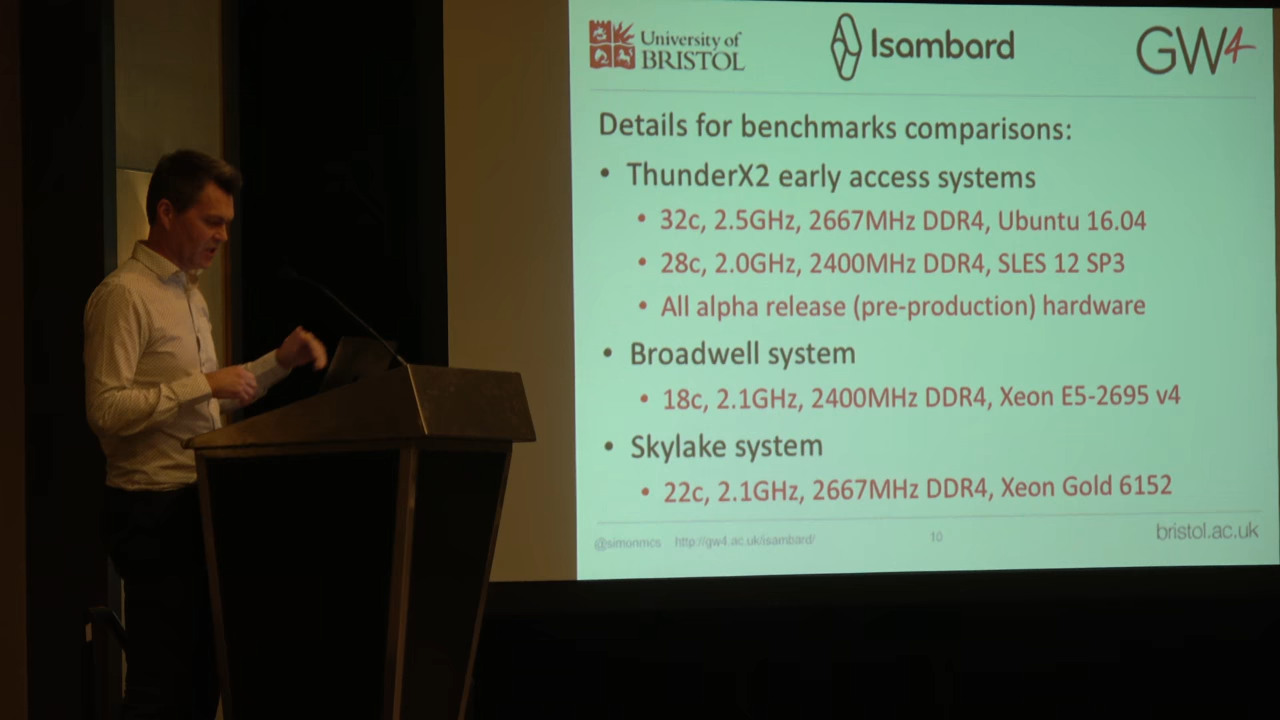 University of
BRISTOL
Isambard
GW4
Details for benchmarks comparisons:
• ThunderX2 early access systems
• 32c, 2.5GHz, 2667MHz DDR4, Ubuntu 16.04
• 28c, 2.0GHz, 2400MHz DDR4, SLES 12 SP3
• All alpha release (pre-production) hardware
• Broadwell system
• 18c, 2.1GHz, 2400MHz DDR4, Xeon E5-2695 v4
• Skylake system
• 22c, 2.1GHz, 2667MHz DDR4, Xeon Gold 6152
@simonmcs http://gw4.ac.uk/isambard/ 10 bristol.ac.uk